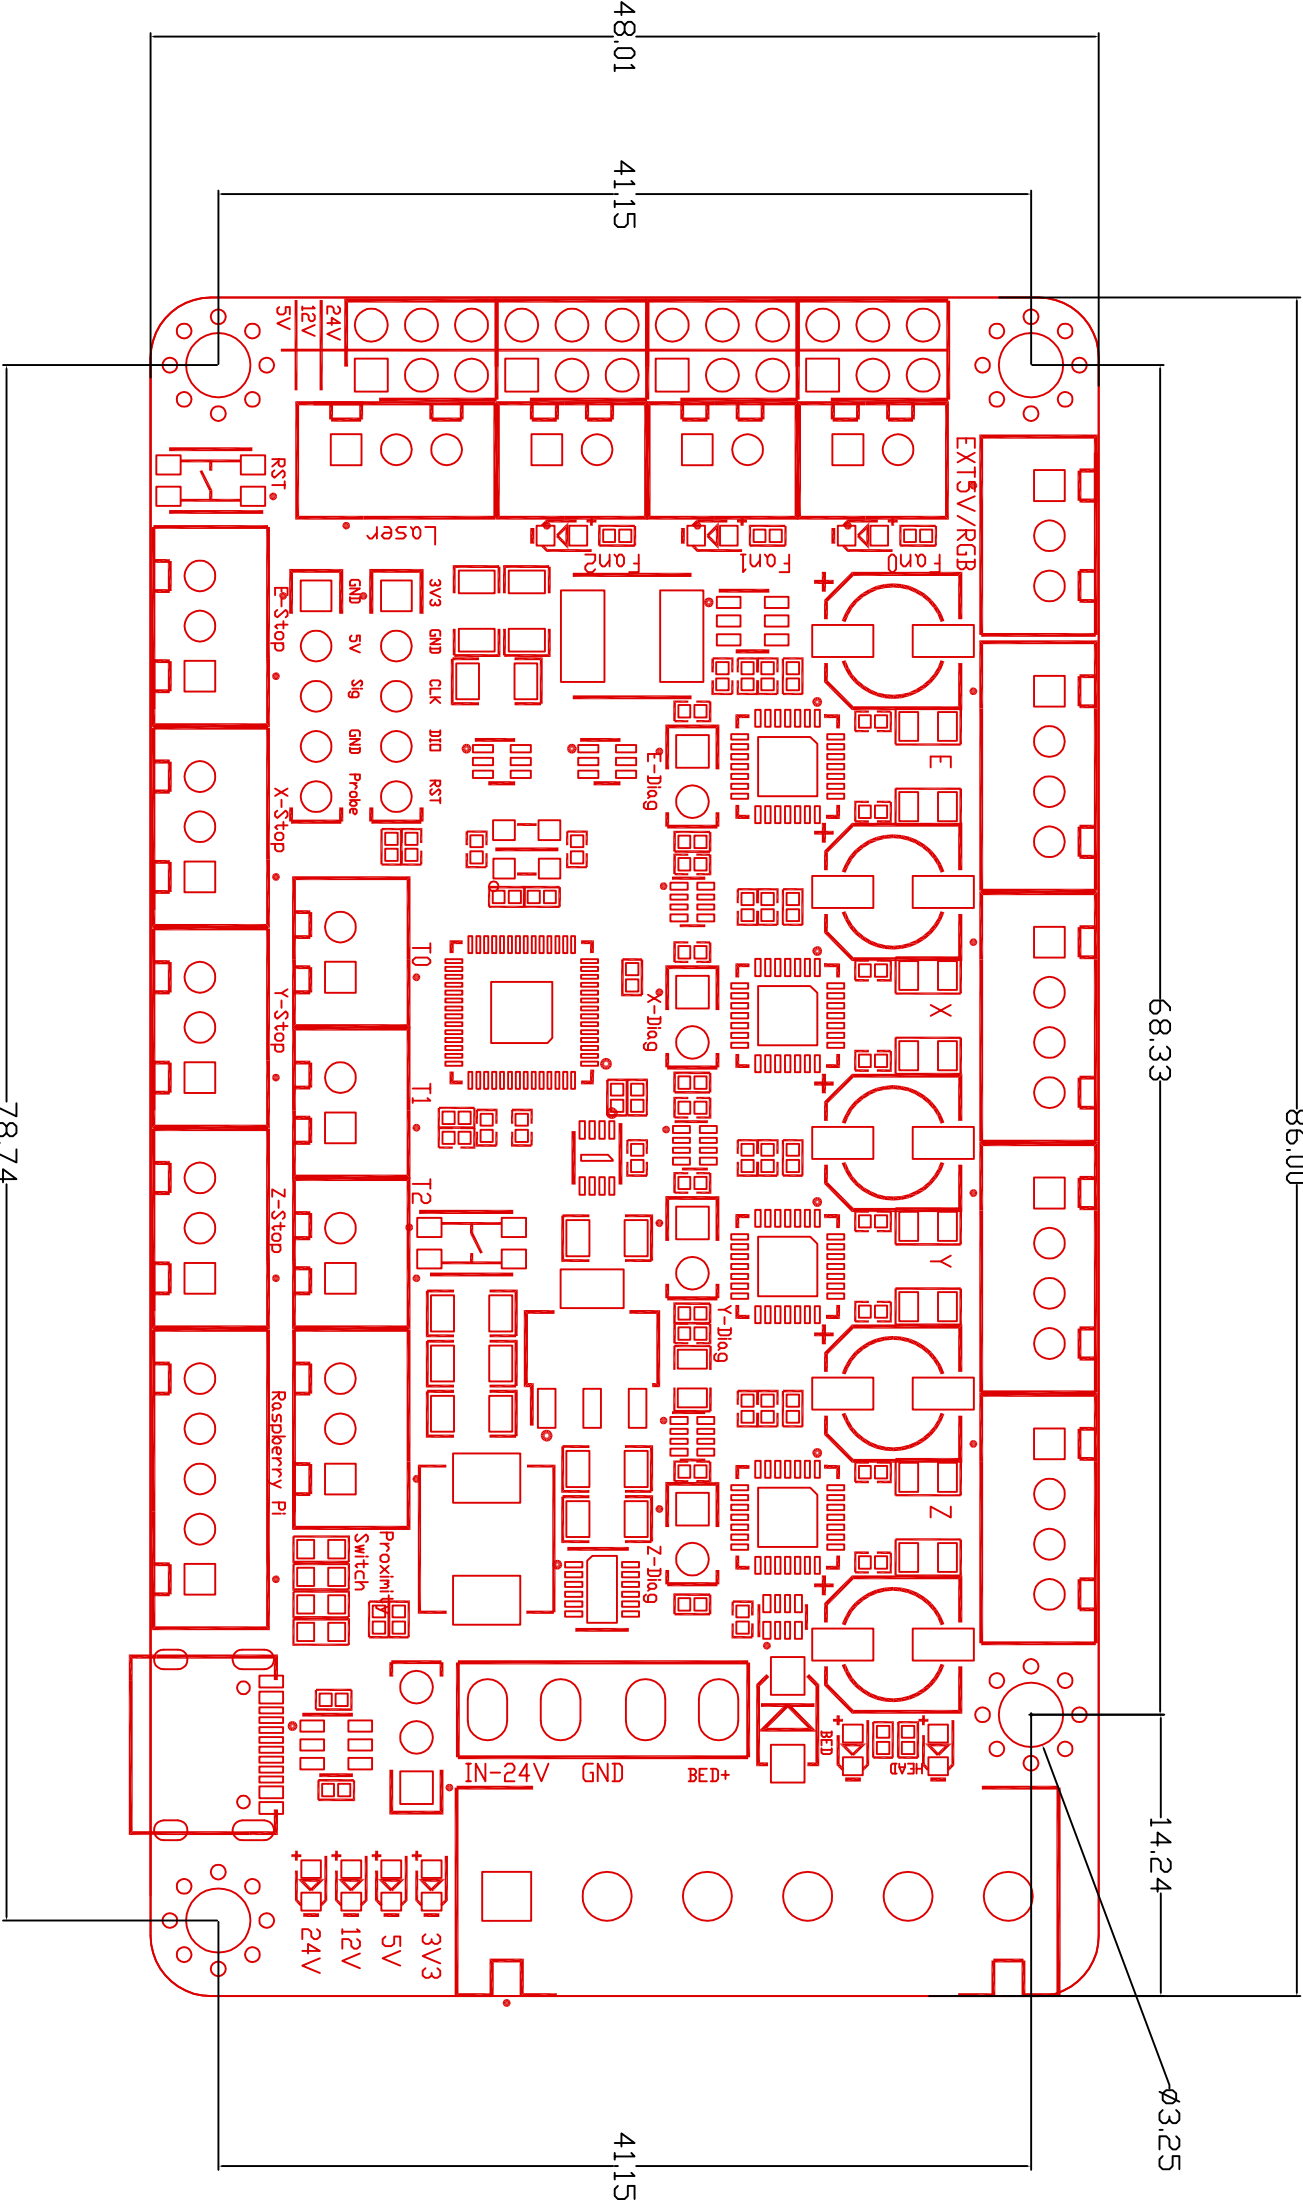 48.01
41.15
24V
12V
5V
RST
EXT5V/RGB
Laser
Fan2
Fan1
Fan0
E-Stop
GND
5V
Sig
GND
Probe
3V3
GND
CLK
DIO
RST
E-Diag
E
X-Stop
T0
X-Diag
X
68.33
Y-Stop
T1
78.74
86.00
T2
Z-Stop
Y
Y-Diag
Raspberry Pi
Z
Proximity
Switch
Z-Diag
BED
HEAD
IN-24V
GND
BED+
14.24
24V
12V
5V
3V3
ø3.25
41.15